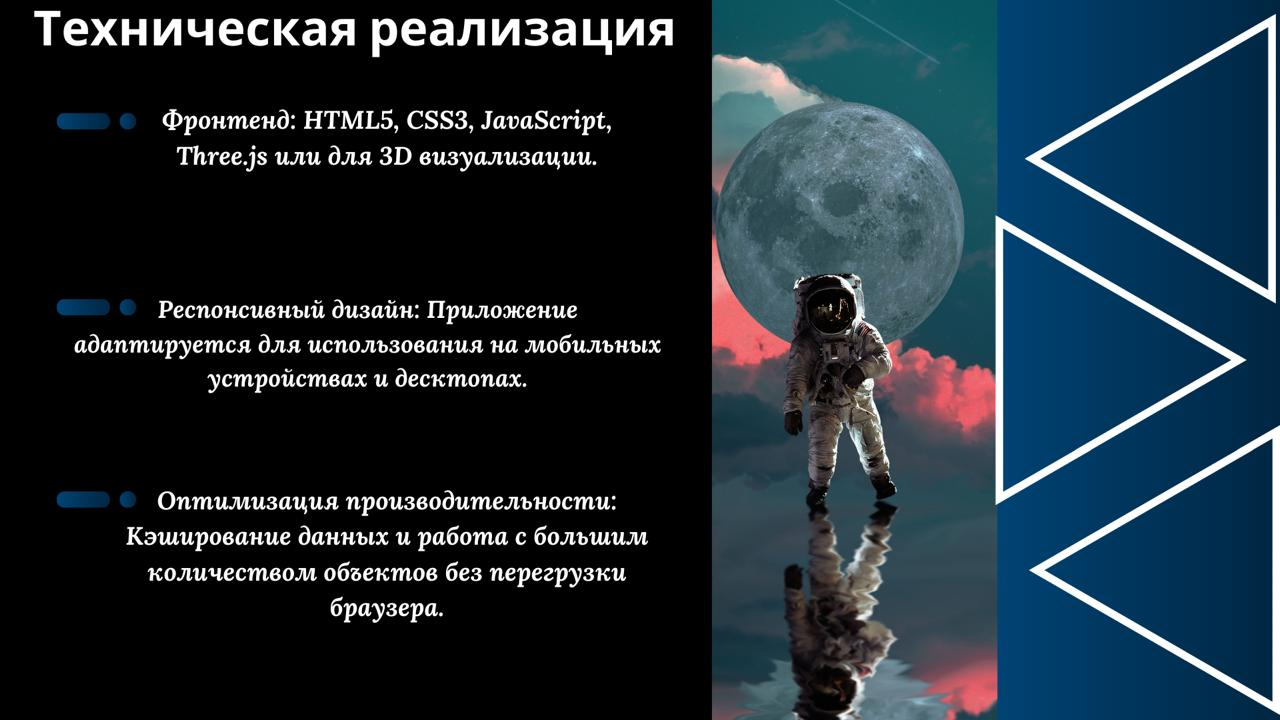 Техническая реализация
Фронтенд: HTML5, CSS3, JavaScript,
Three.js или для 3D визуализации.
Респонсивный дизайн: Приложение
адаптируется для использования на мобильных
устройствах и десктопах.
Оптимизация производительности:
Кэширование данных и работа с большим
количеством объектов без перегрузки
браузера.